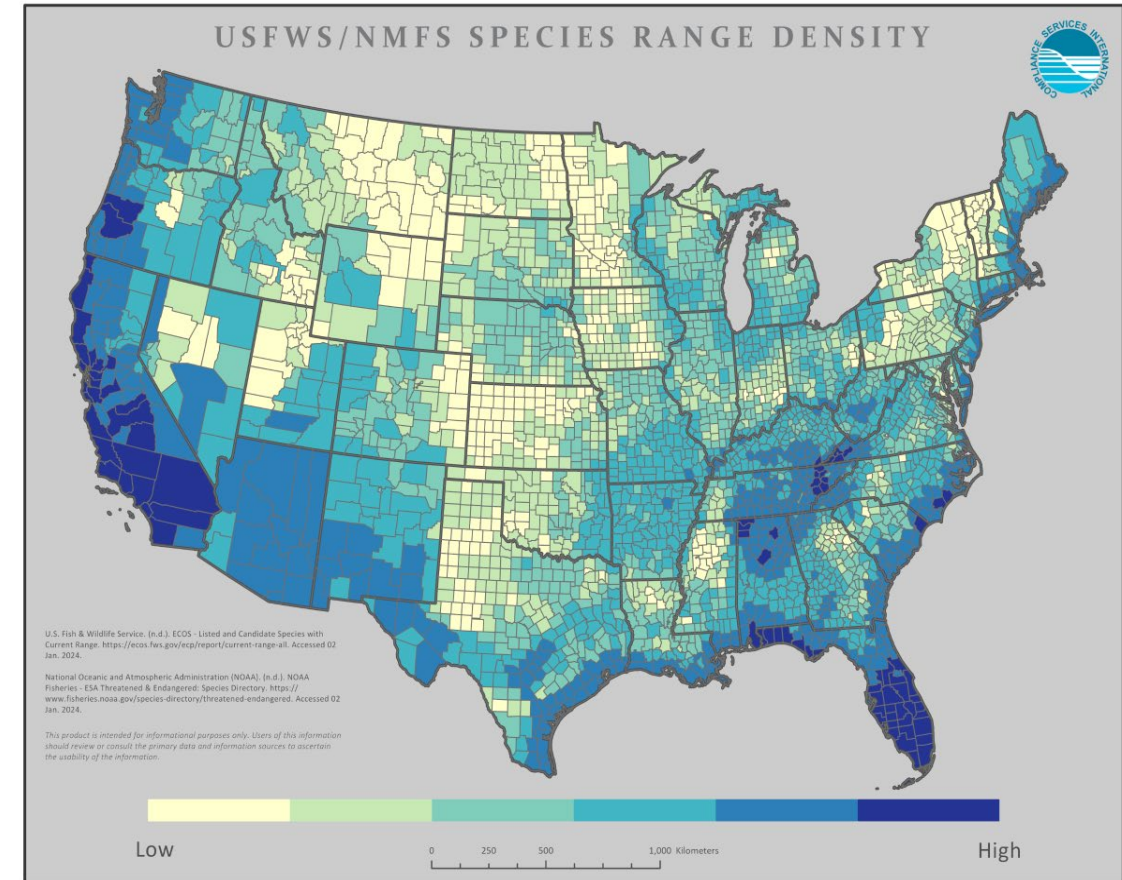 USFWS/NMFS SPECIES RANGE DENSITY
COMPLIANCE SERVICES INTERNATIONAL
U.S. Fish & Wildlife Service. (n.d.). ECOS - Listed and Candidate Species with
Current Range. https://ecos.fws.gov/ecp/report/current-range-all. Accessed 02
Jan. 2024.
National Oceanic and Atmospheric Administration (NOAA). (n.d.). NOAA
Fisheries - ESA Threatened & Endangered: Species Directory. https://
www.fisheries.noaa.gov/species-directory/threatened-endangered. Accessed 02
Jan. 2024.
This product is intended for informational purposes only. Users of this information
should review or consult the primary data and information sources to ascertain
the usability of the information.
Low
0 250 500 1,000 Kilometers
High